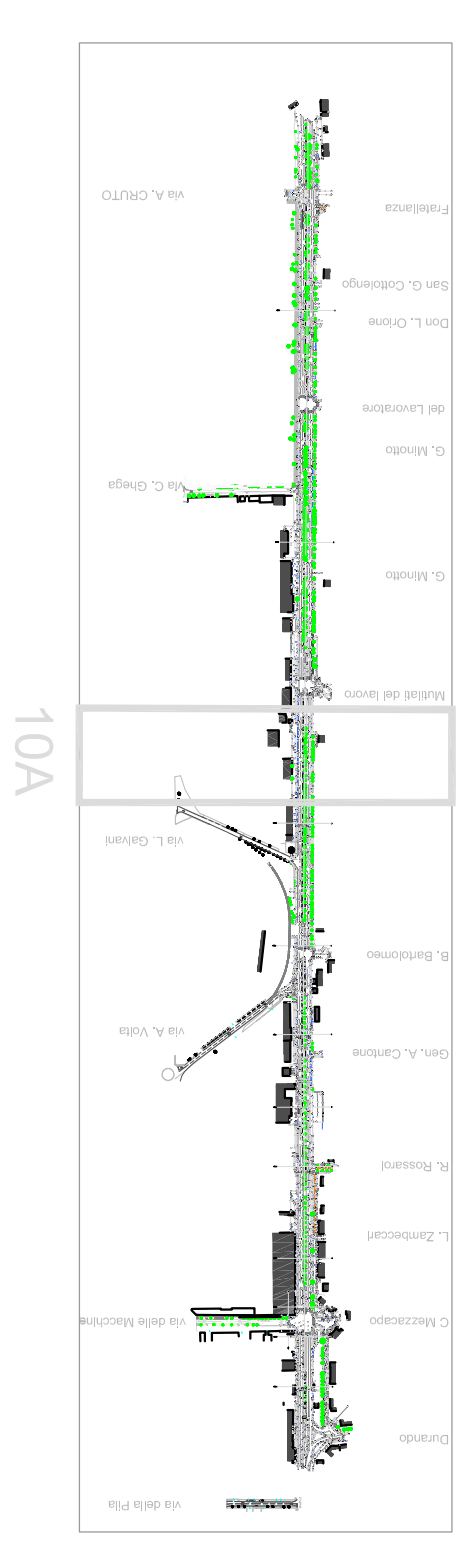 via A. CRUTO
Fratellanza
San G. Cottolengo
Don L. Orione
del Lavoratore
G. Minotto
via C. Ghega
G. Minotto
Mutilati del lavoro
10A
via L. Galvani
B. Bartolomeo
via A. Volta
Gen. A. Cantone
R. Rossarol
L. Zambeccari
via delle Macchine
C Mezzacapo
Durando
via della Pila